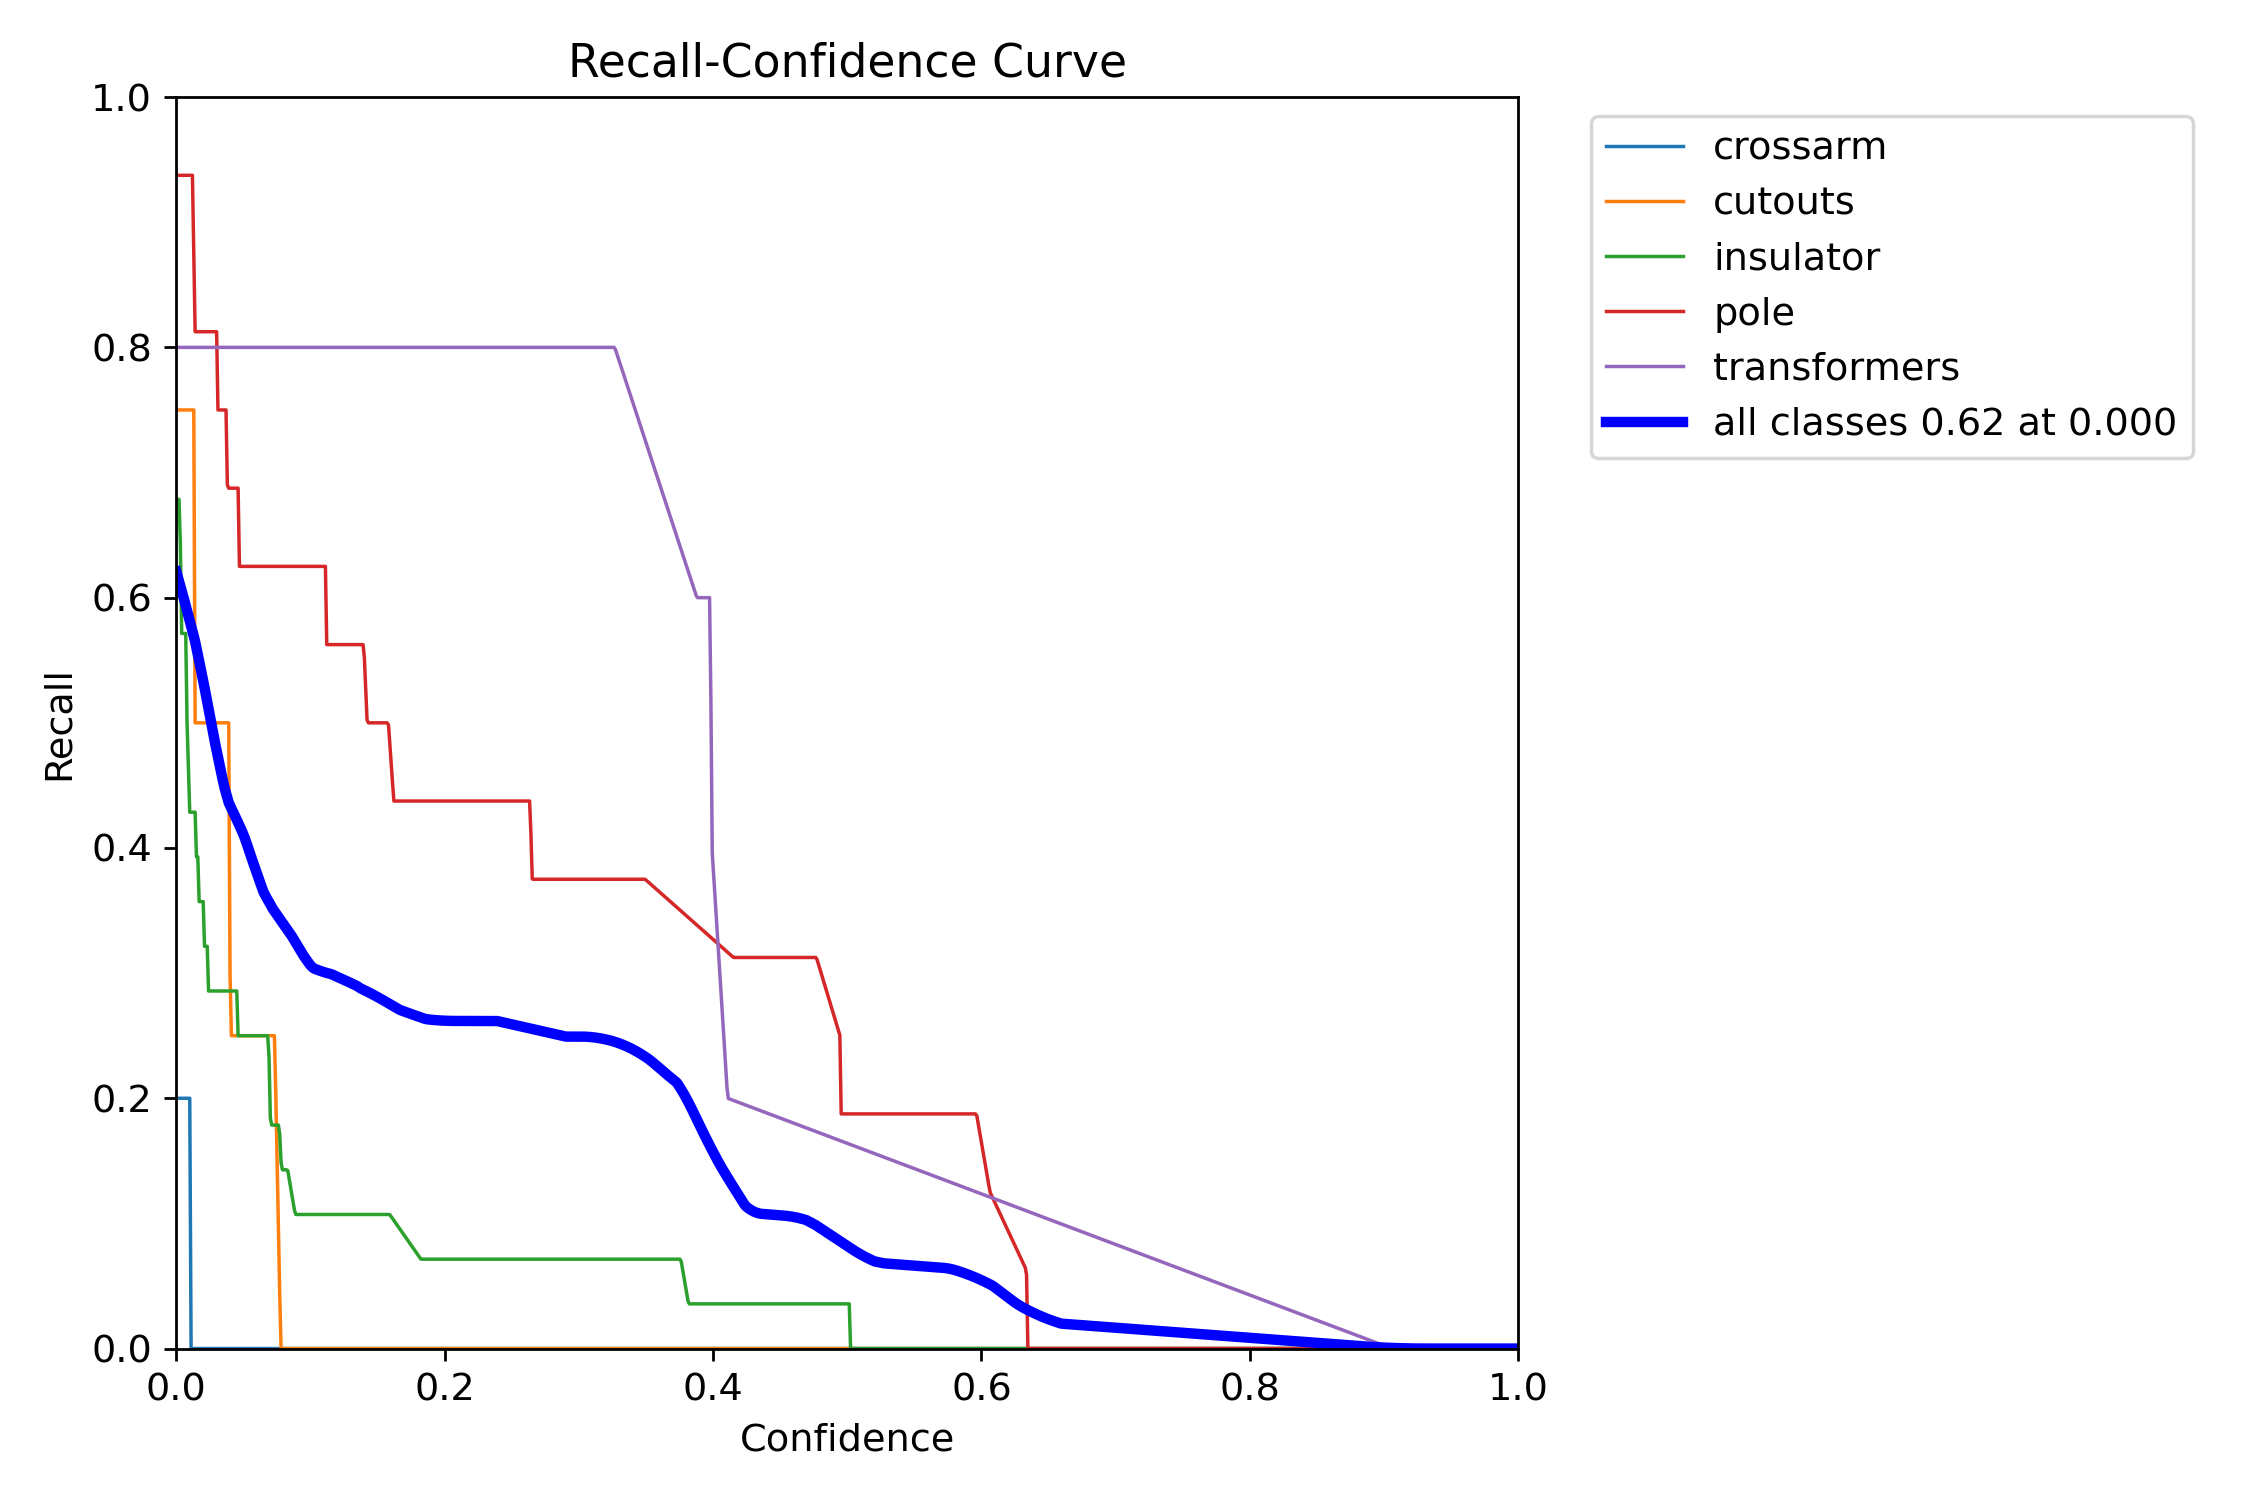 Recall-Confidence Curve
1.0
0.8
0.6
0.4
0.2
0.0
Recall
0.0 0.2 0.4 0.6 0.8 1.0
Confidence
crossarm
cutouts
insulator
pole
transformers
all classes 0.62 at 0.000